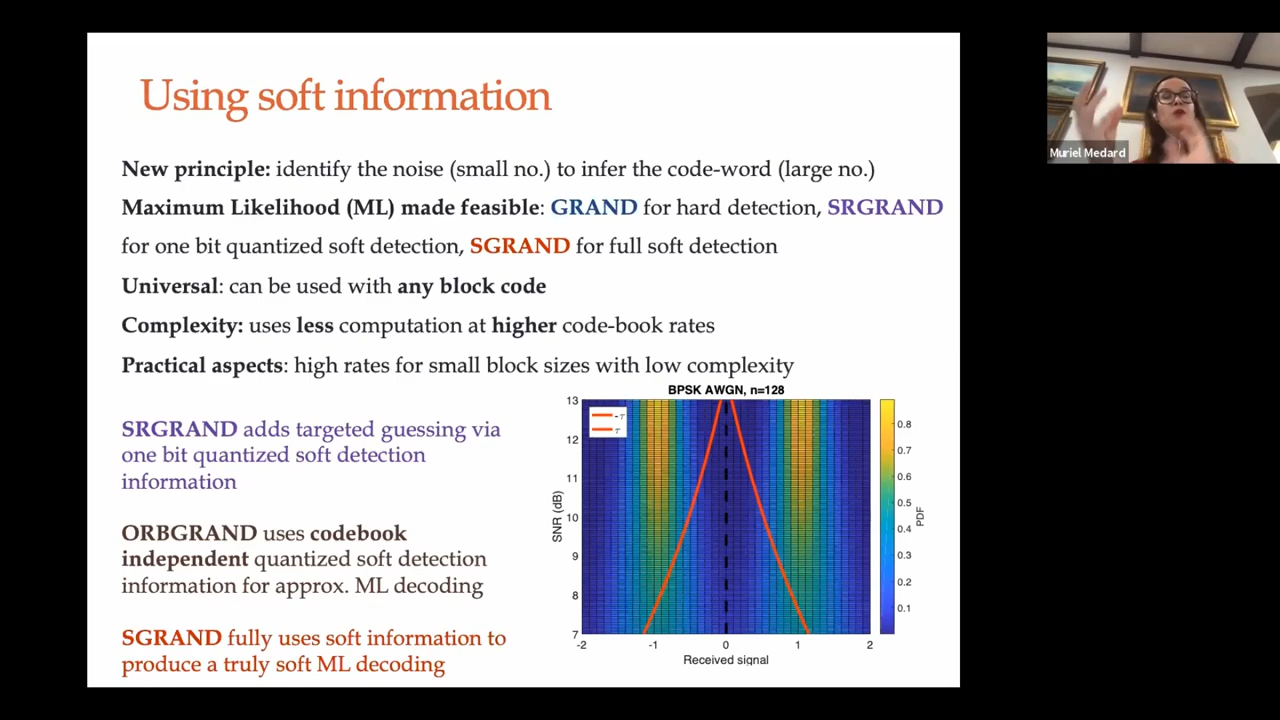 Using soft information
New principle: identify the noise (small no.) to infer the code-word (large no.)
Maximum Likelihood (ML) made feasible: GRAND for hard detection, SRGRAND
for one bit quantized soft detection, SGRAND for full soft detection
Universal: can be used with any block code
Complexity: uses less computation at higher code-book rates
Practical aspects: high rates for small block sizes with low complexity
SRGRAND adds targeted guessing via
one bit quantized soft detection
information
ORBGRAND uses codebook
independent quantized soft detection
information for approx. ML decoding
SGRAND fully uses soft information to
produce a truly soft ML decoding
BPSK AWGN, n=128
-τ
τ
13
12
11
10
9
8
7
SNR (dB)
-2 -1 0 1 2
Received signal
0.8
0.7
0.6
0.5
0.4
0.3
0.2
0.1
PDF
Muriel Medard